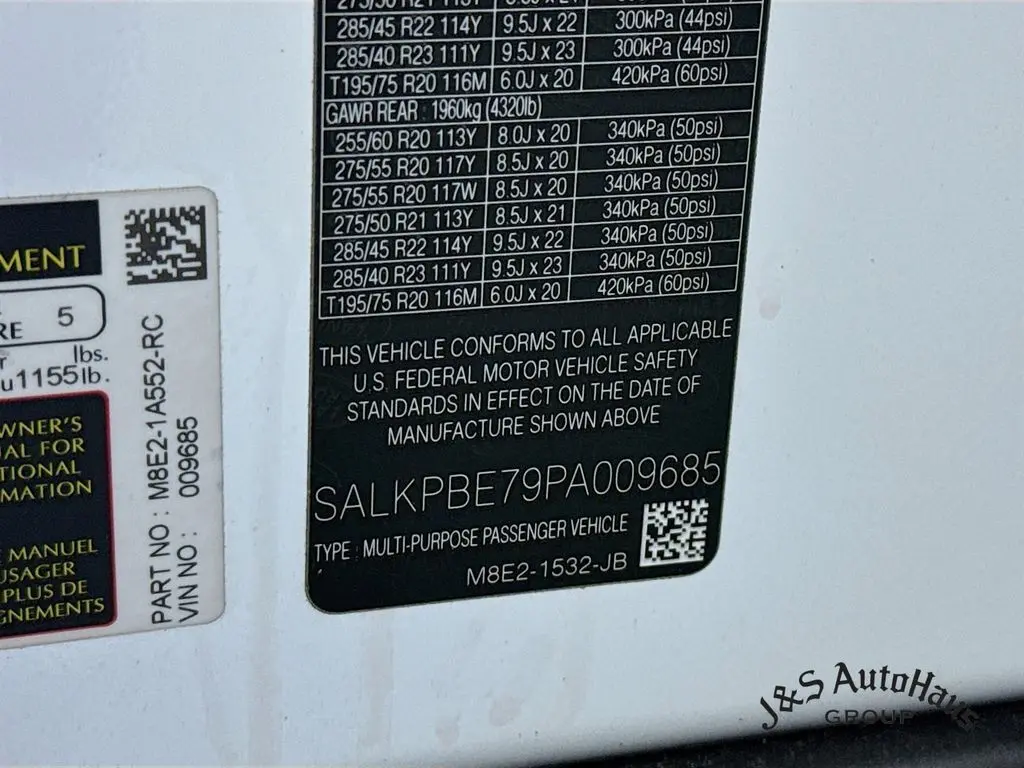 285/45 R22 114Y 9.5J x 22 300kPa (44psi)
285/40 R23 111Y 9.5J x 23 300kPa (44psi)
T195/75 R20 116M 6.0J x 20 420kPa (60psi)
GAWR REAR : 1960kg (4320lb)
255/60 R20 113Y 8.0J x 20 340kPa (50psi)
275/55 R20 117Y 8.5J x 20 340kPa (50psi)
275/55 R20 117W 8.5J x 20 340kPa (50psi)
275/50 R21 113Y 8.5J x 21 340kPa (50psi)
285/45 R22 114Y 9.5J x 22 340kPa (50psi)
285/40 R23 111Y 9.5J x 23 340kPa (50psi)
T195/75 R20 116M 6.0J x 20 420kPa (60psi)
THIS VEHICLE CONFORMS TO ALL APPLICABLE
U.S. FEDERAL MOTOR VEHICLE SAFETY
STANDARDS IN EFFECT ON THE DATE OF
MANUFACTURE SHOWN ABOVE
SALKPBE79PA009685
TYPE : MULTI-PURPOSE PASSENGER VEHICLE
M8E2-1532-JB
MENT
RE 5
lbs.
u1155lb.
WNER'S
UAL FOR
TIONAL
MATION
E MANUEL
USAGER
PLUS DE
GNEMENTS
PART NO : M8E2-1A552-RC
VIN NO : 009685
J&S AutoHaus
GROUP